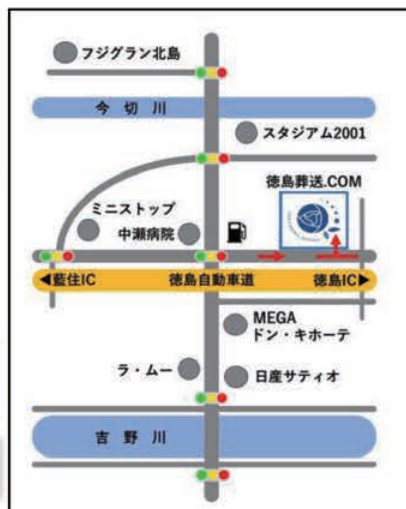 フジグラン北島
今切川
スタジアム2001
徳島葬送.COM
ミニストップ
中瀬病院
◀藍住IC
徳島自動車道
徳島IC▶
MEGA
ドン・キホーテ
ラ・ムー
日産サティオ
吉野川